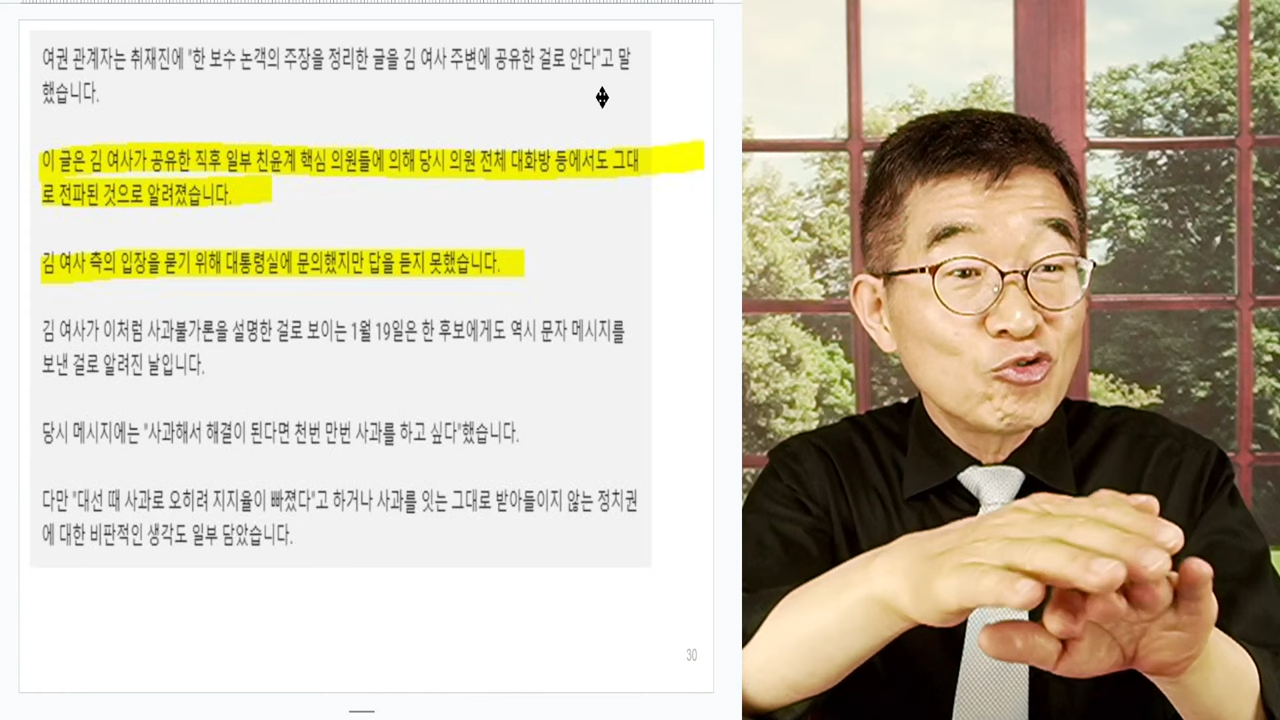 여권 관계자는 취재진에 "한 보수 논객의 주장을 정리한 글을 김 여사 주변에 공유한 걸로 안다"고 말
했습니다.
이 글은 김 여사가 공유한 직후 일부 친윤계 핵심 의원들에 의해 당시 의원 전체 대화방 등에서도 그대
로 전파된 것으로 알려졌습니다.
김 여사 측의 입장을 묻기 위해 대통령실에 문의했지만 답을 듣지 못했습니다.
김 여사가 이처럼 사과불가론을 설명한 걸로 보이는 1월 19일은 한 후보에게도 역시 문자 메시지를
보낸 걸로 알려진 날입니다.
당시 메시지에는 "사과해서 해결이 된다면 천번 만번 사과를 하고 싶다"했습니다.
다만 "대선 때 사과로 오히려 지지율이 빠졌다"고 하거나 사과를 잇는 그대로 받아들이지 않는 정치권
에 대한 비판적인 생각도 일부 담았습니다.
30